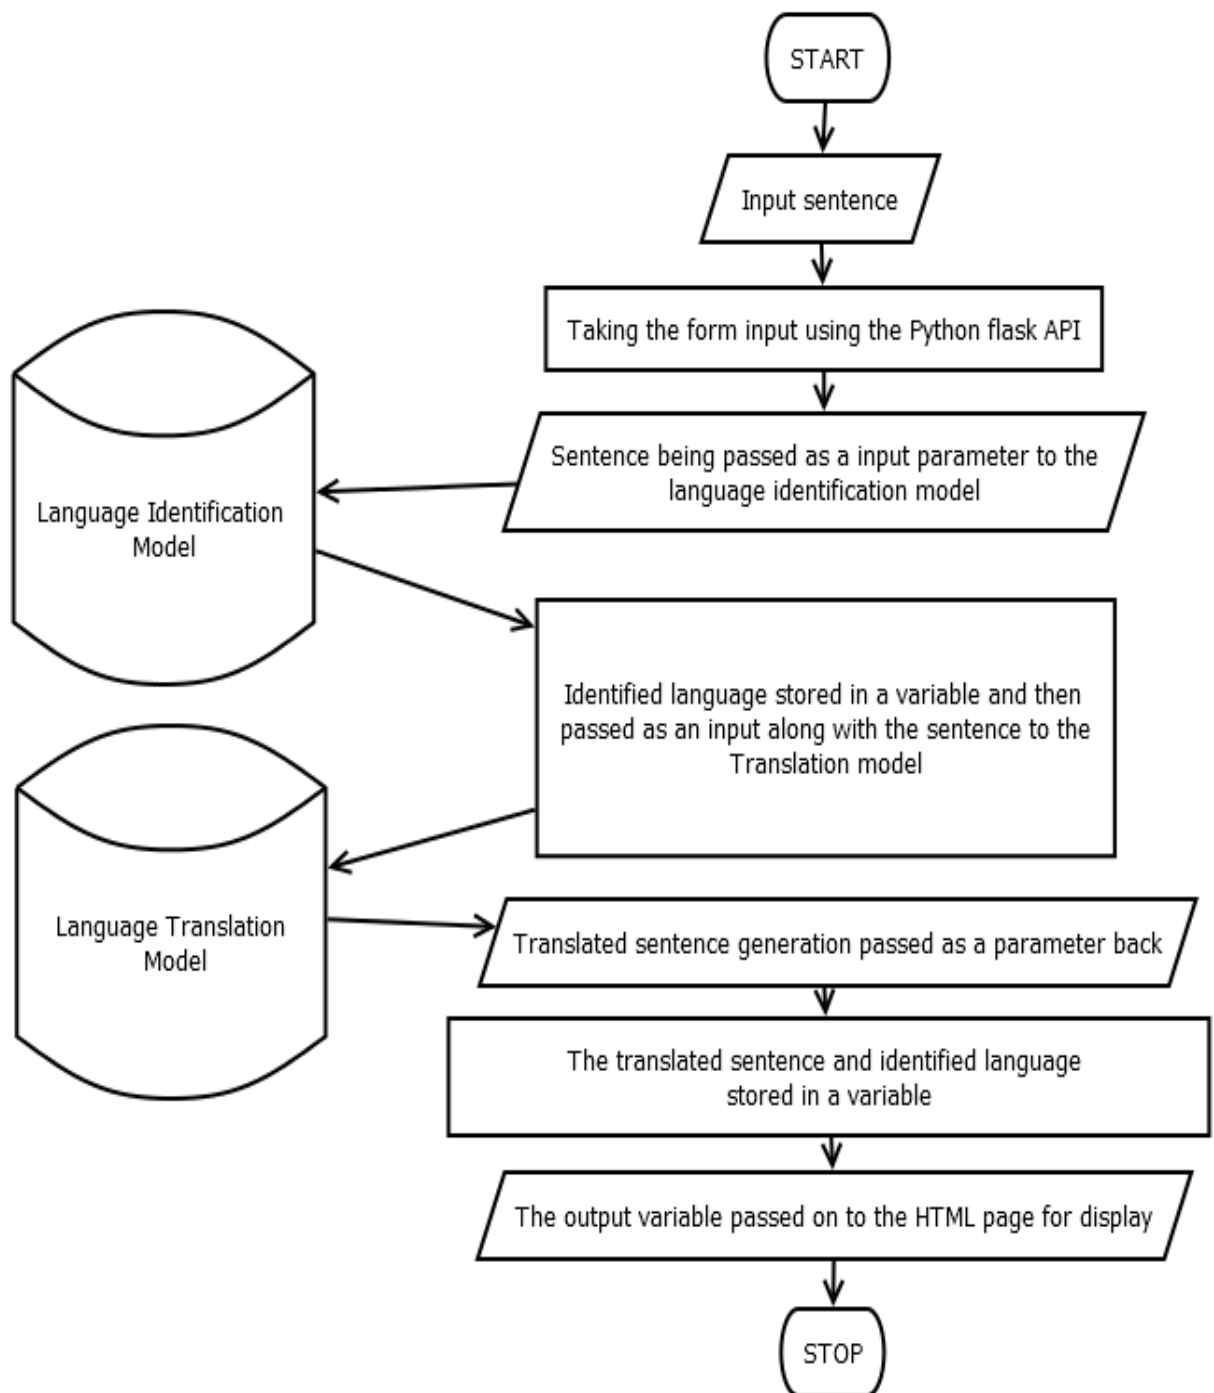 START
Input sentence
Taking the form input using the Python flask API
Sentence being passed as a input parameter to the
language identification model
Language Identification
Model
Identified language stored in a variable and then
passed as an input along with the sentence to the
Translation model
Language Translation
Model
Translated sentence generation passed as a parameter back
The translated sentence and identified language
stored in a variable
The output variable passed on to the HTML page for display
STOP